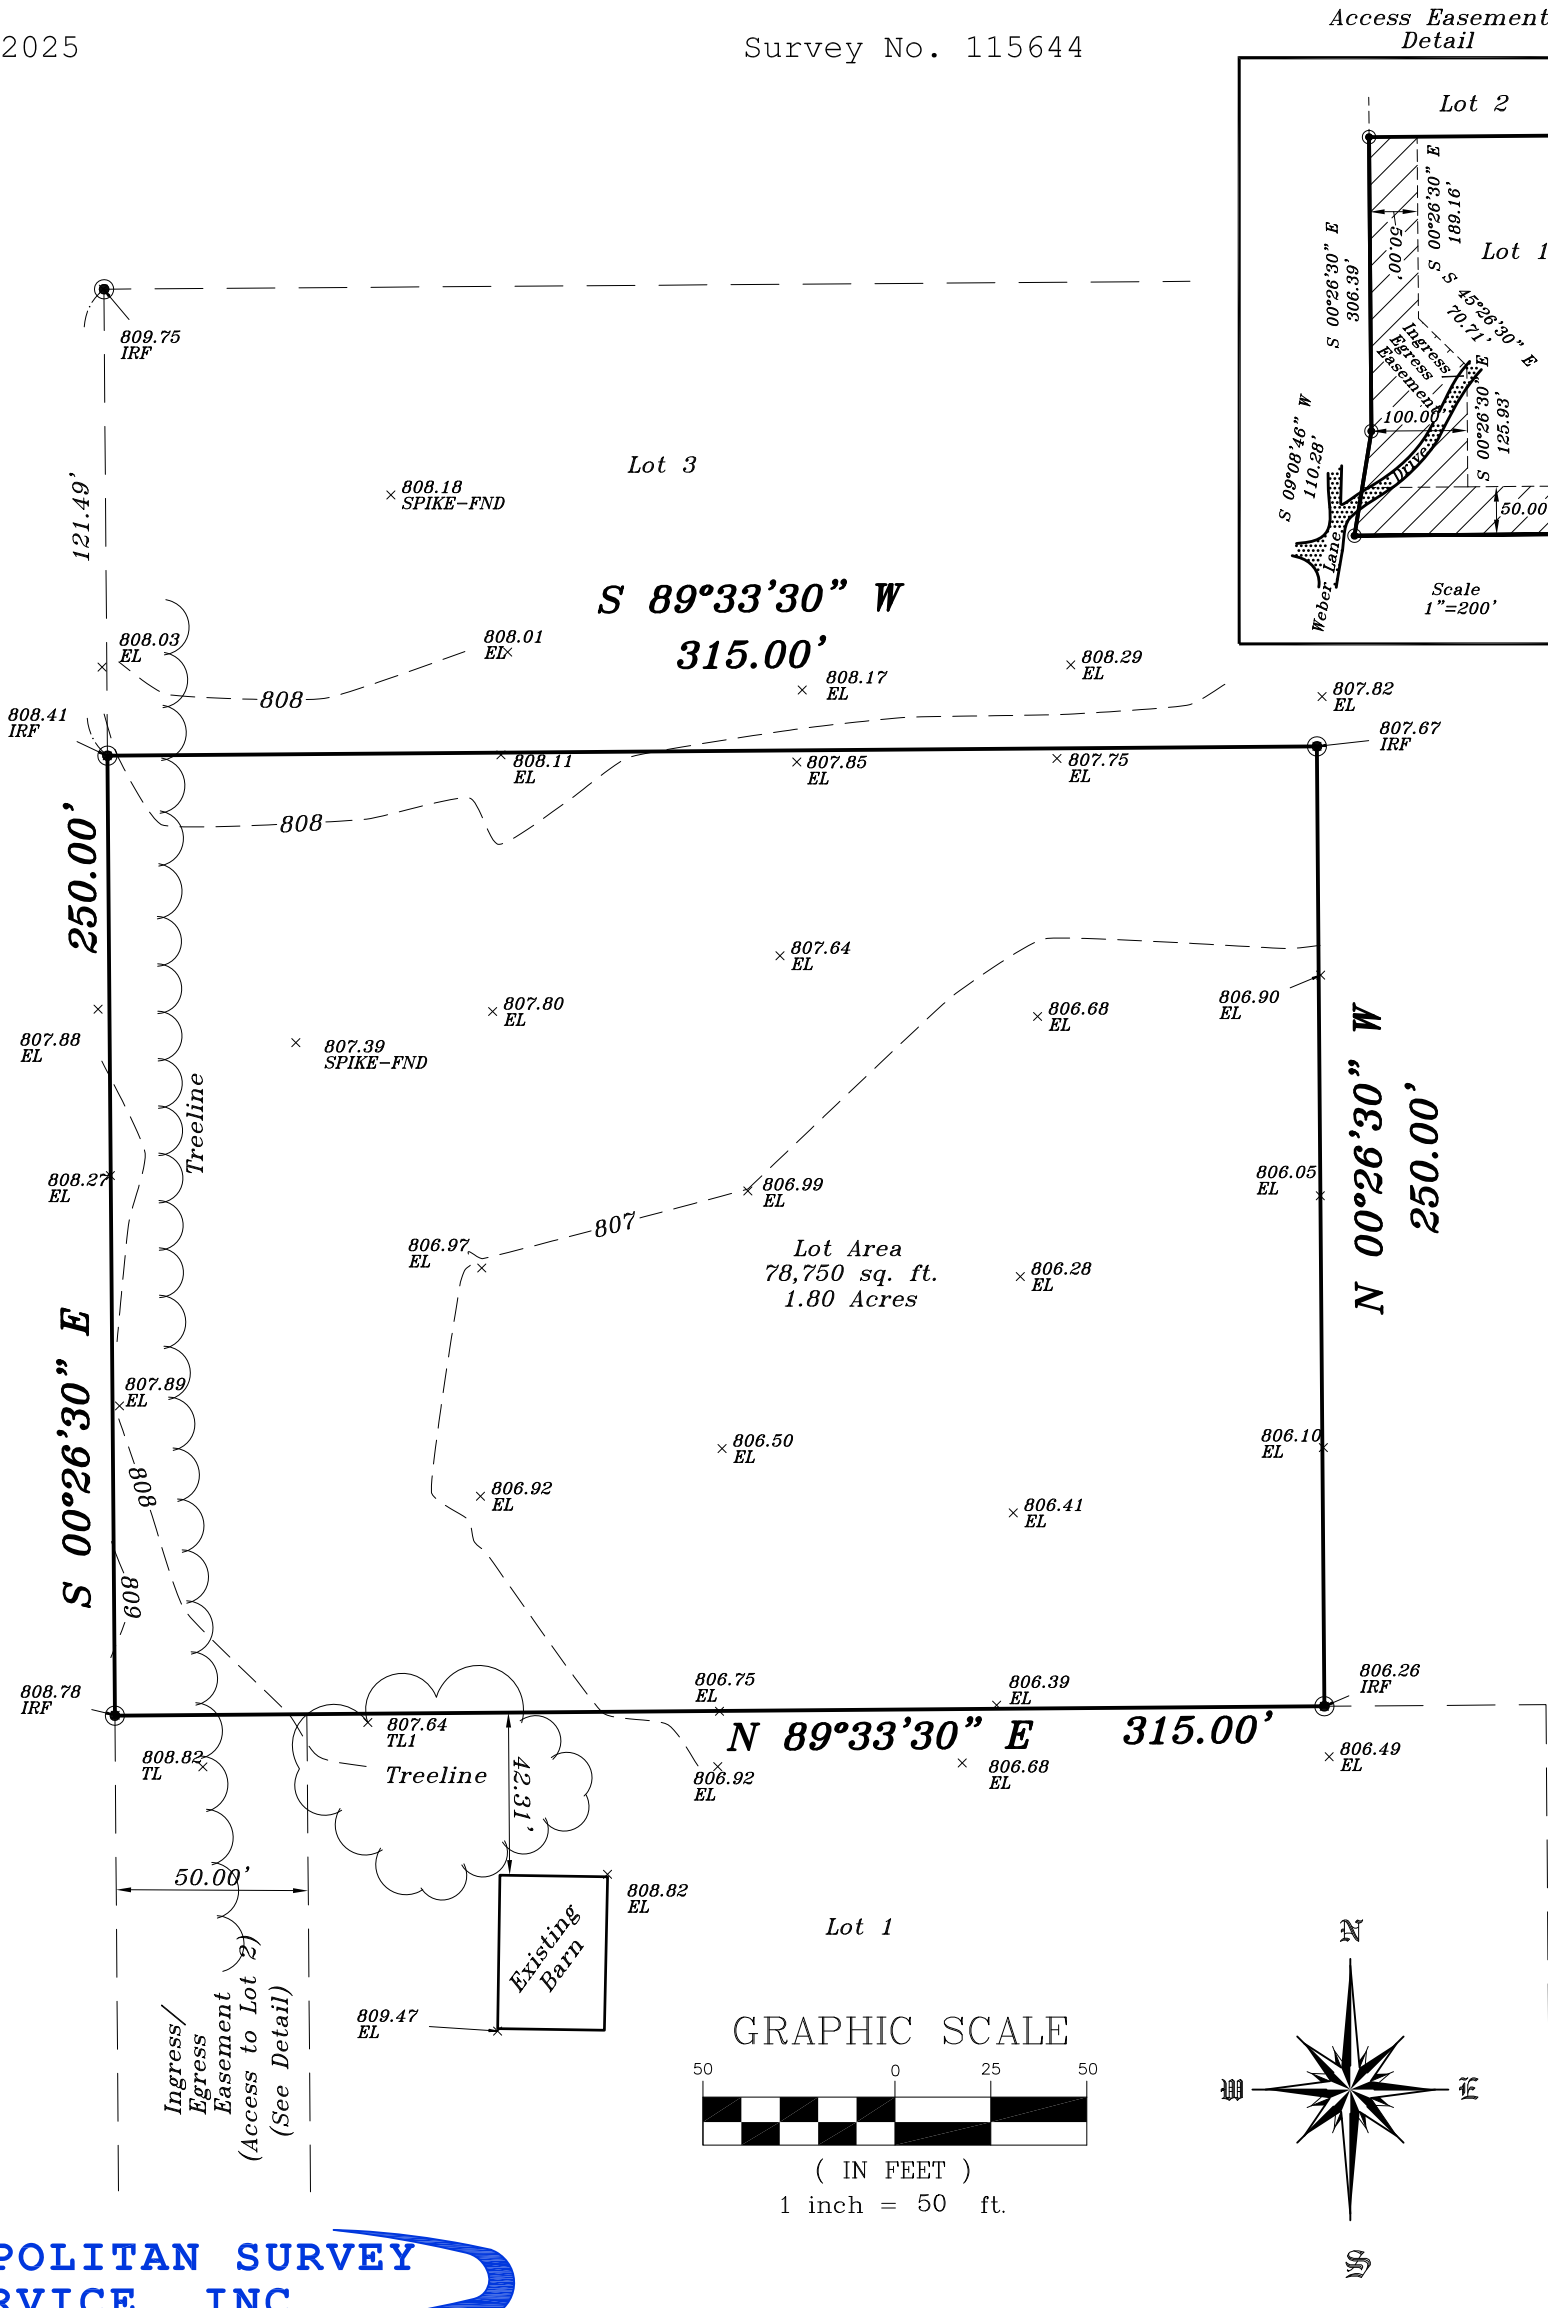 2025
Survey No. 115644
Access Easement
Detail
Lot 2
S 00°26'30" E
189.16'
50.00'
Lot 1
S 00°26'30" E
306.39'
S 45°26'30" E
70.71'
Ingress
Egress
Easement
100.00'
S 00°26'30" E
125.93'
S 09°08'46" W
110.28'
Drive
50.00
Weber Lane
Scale
1"=200'
809.75
IRF
121.49'
Lot 3
808.18
SPIKE-FND
S 89°33'30" W
315.00'
808.03
EL
808.01
EL
808.17
EL
808.29
EL
807.82
EL
808
808.41
IRF
807.67
IRF
808.11
EL
807.85
EL
807.75
EL
808
250.00'
807.64
EL
807.80
EL
806.68
EL
806.90
EL
807.88
EL
807.39
SPIKE-FND
Treeline
N 00°26'30" W
250.00'
808.27
EL
806.99
EL
806.05
EL
807
806.97
EL
Lot Area
78,750 sq. ft.
1.80 Acres
806.28
EL
S 00°26'30" E
807.89
EL
806.50
EL
806.10
EL
808
806.92
EL
806.41
EL
809
808.78
IRF
806.75
EL
806.39
EL
806.26
IRF
807.64
TL1
N 89°33'30" E
315.00'
808.82
TL
Treeline
42.31'
806.92
EL
806.68
EL
806.49
EL
50.00'
808.82
EL
Existing
Barn
Lot 1
Ingress/
Egress
Easement
(Access to Lot 2)
(See Detail)
809.47
EL
N
W
E
S
GRAPHIC SCALE
50 0 25 50
( IN FEET )
1 inch = 50 ft.
POLITAN SURVEY
RVICE, INC